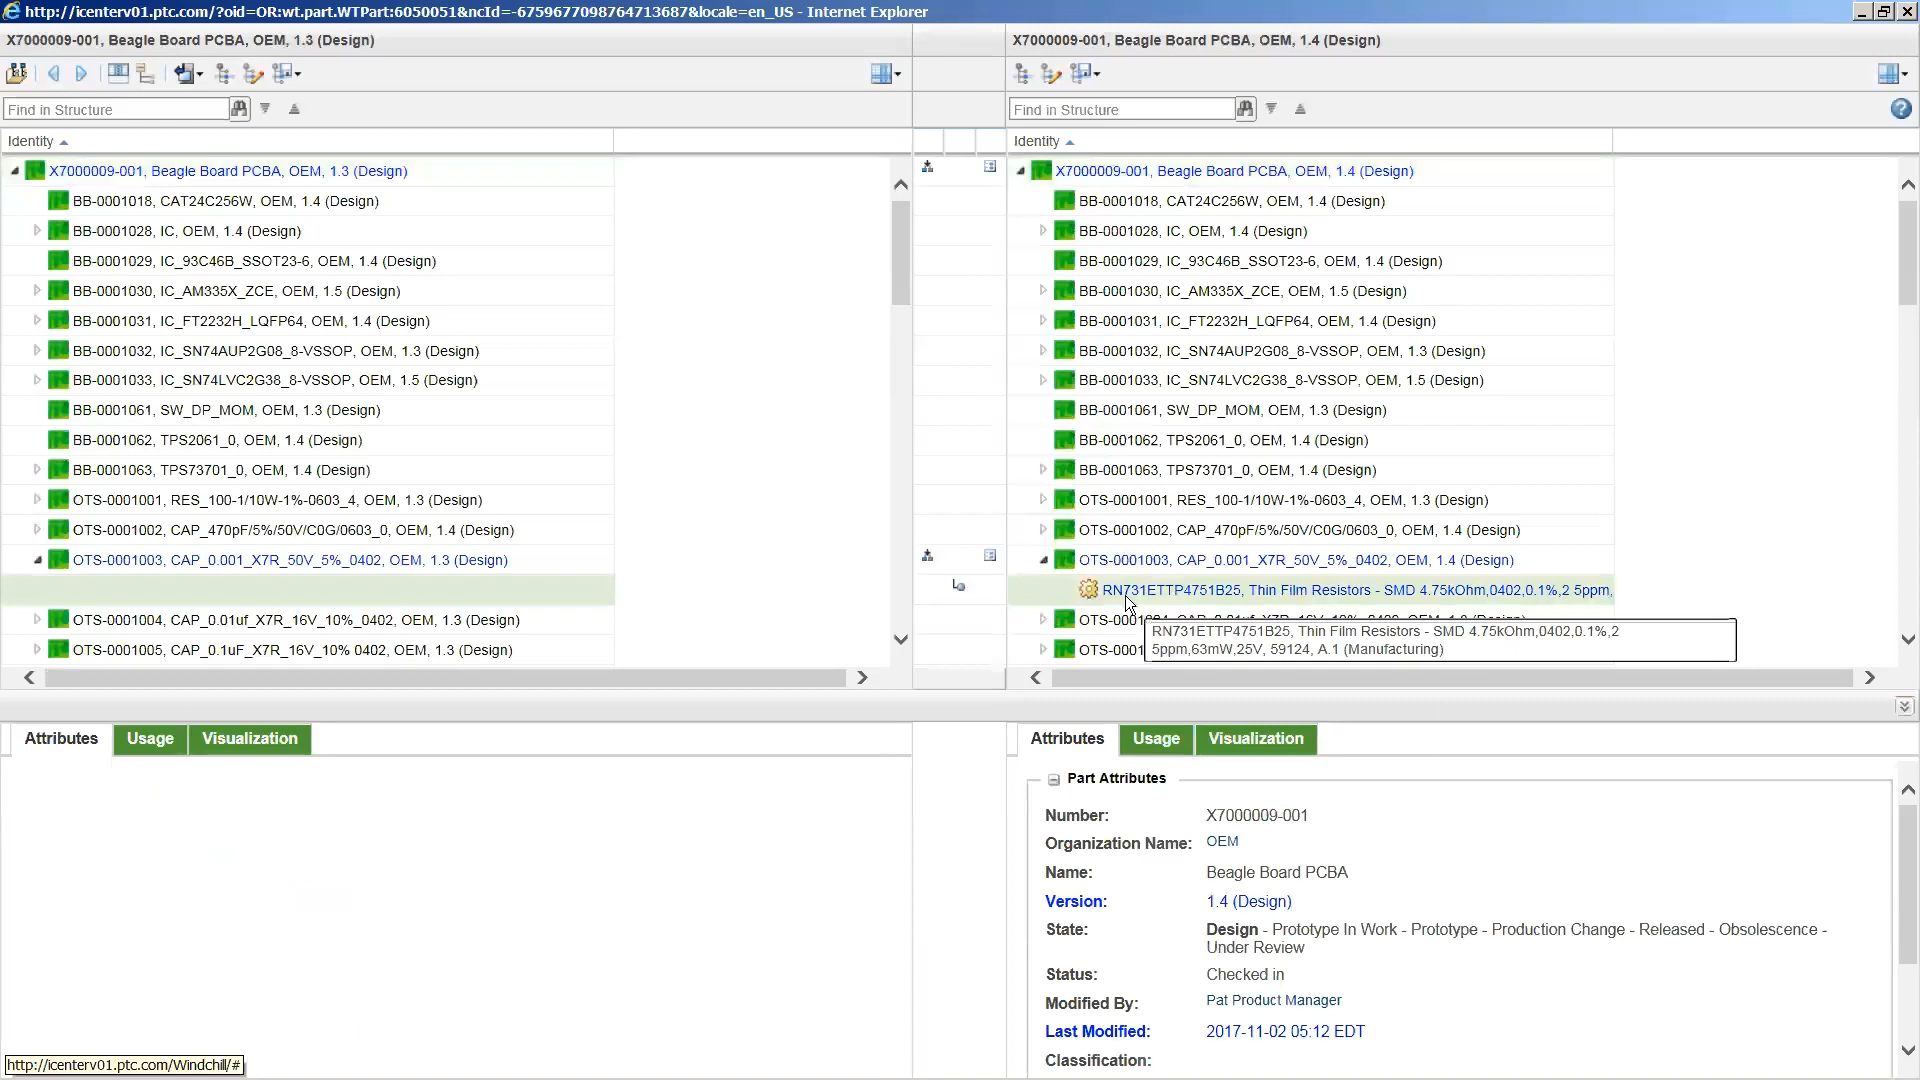 http://icenterv01.ptc.com/?oid=OR:wt.part.WTPart:6050051&ncId=-6759677098764713687&locale=en_US - Internet Explorer
X7000009-001, Beagle Board PCBA, OEM, 1.3 (Design)
Find in Structure
Identity
X7000009-001, Beagle Board PCBA, OEM, 1.3 (Design)
BB-0001018, CAT24C256W, OEM, 1.4 (Design)
BB-0001028, IC, OEM, 1.4 (Design)
BB-0001029, IC_93C46B_SSOT23-6, OEM, 1.4 (Design)
BB-0001030, IC_AM335X_ZCE, OEM, 1.5 (Design)
BB-0001031, IC_FT2232H_LQFP64, OEM, 1.4 (Design)
BB-0001032, IC_SN74AUP2G08_8-VSSOP, OEM, 1.3 (Design)
BB-0001033, IC_SN74LVC2G38_8-VSSOP, OEM, 1.5 (Design)
BB-0001061, SW_DP_MOM, OEM, 1.3 (Design)
BB-0001062, TPS2061_0, OEM, 1.4 (Design)
BB-0001063, TPS73701_0, OEM, 1.4 (Design)
OTS-0001001, RES_100-1/10W-1%-0603_4, OEM, 1.3 (Design)
OTS-0001002, CAP_470pF/5%/50V/C0G/0603_0, OEM, 1.4 (Design)
OTS-0001003, CAP_0.001_X7R_50V_5%_0402, OEM, 1.3 (Design)
OTS-0001004, CAP_0.01uf_X7R_16V_10%_0402, OEM, 1.3 (Design)
OTS-0001005, CAP_0.1uF_X7R_16V_10% 0402, OEM, 1.3 (Design)
X7000009-001, Beagle Board PCBA, OEM, 1.4 (Design)
Find in Structure
Identity
X7000009-001, Beagle Board PCBA, OEM, 1.4 (Design)
BB-0001018, CAT24C256W, OEM, 1.4 (Design)
BB-0001028, IC, OEM, 1.4 (Design)
BB-0001029, IC_93C46B_SSOT23-6, OEM, 1.4 (Design)
BB-0001030, IC_AM335X_ZCE, OEM, 1.5 (Design)
BB-0001031, IC_FT2232H_LQFP64, OEM, 1.4 (Design)
BB-0001032, IC_SN74AUP2G08_8-VSSOP, OEM, 1.3 (Design)
BB-0001033, IC_SN74LVC2G38_8-VSSOP, OEM, 1.5 (Design)
BB-0001061, SW_DP_MOM, OEM, 1.3 (Design)
BB-0001062, TPS2061_0, OEM, 1.4 (Design)
BB-0001063, TPS73701_0, OEM, 1.4 (Design)
OTS-0001001, RES_100-1/10W-1%-0603_4, OEM, 1.3 (Design)
OTS-0001002, CAP_470pF/5%/50V/C0G/0603_0, OEM, 1.4 (Design)
OTS-0001003, CAP_0.001_X7R_50V_5%_0402, OEM, 1.4 (Design)
RN731ETTP4751B25, Thin Film Resistors - SMD 4.75kOhm,0402,0.1%,2 5ppm,
RN731ETTP4751B25, Thin Film Resistors - SMD 4.75kOhm,0402,0.1%,2
5ppm,63mW,25V, 59124, A.1 (Manufacturing)
OTS-0001
Attributes Usage Visualization
Attributes Usage Visualization
Part Attributes
Number: X7000009-001
Organization Name: OEM
Name: Beagle Board PCBA
Version: 1.4 (Design)
State: Design - Prototype In Work - Prototype - Production Change - Released - Obsolescence -
Under Review
Status: Checked in
Modified By: Pat Product Manager
Last Modified: 2017-11-02 05:12 EDT
Classification:
http://icenterv01.ptc.com/Windchill/#